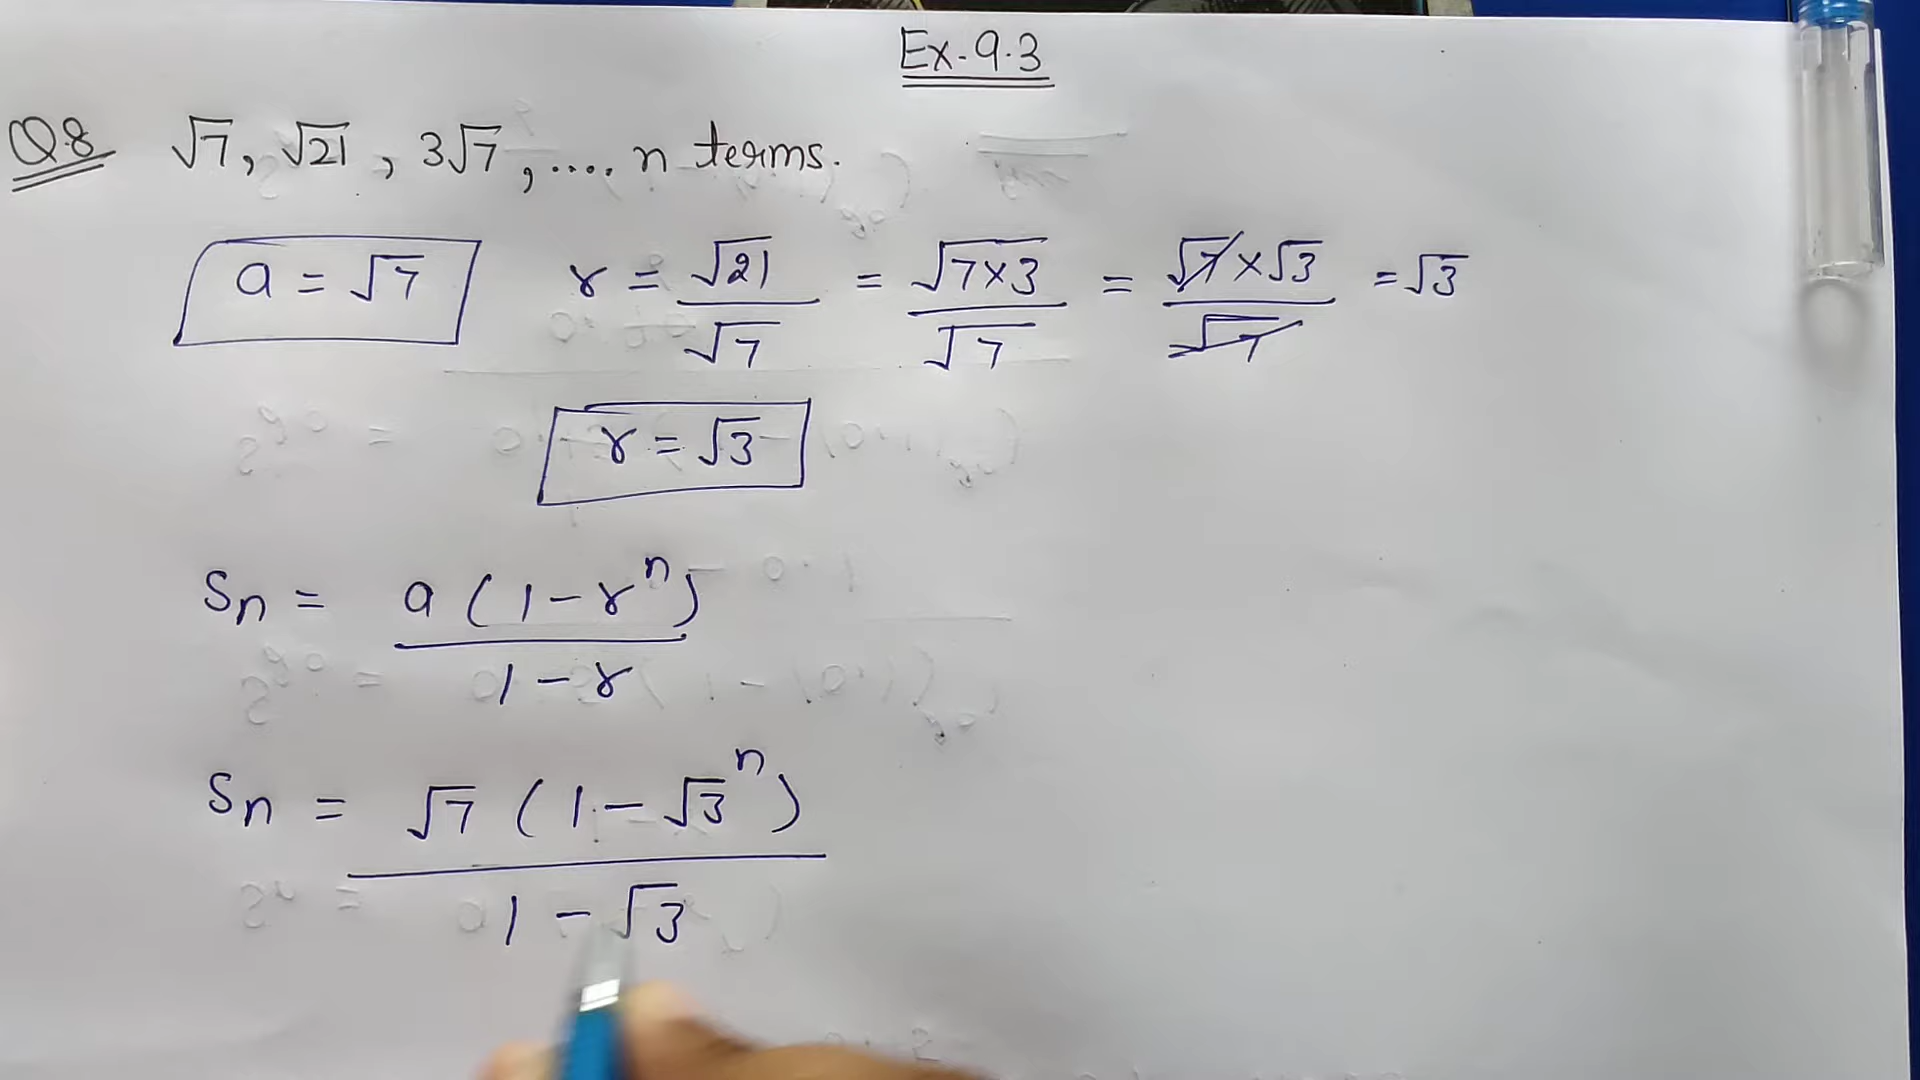 Ex-9.3
Q8 √7, √21, 3√7, .... n terms.
a = √7 r = √21/√7 = √7×3/√7 = √7×√3/√7 = √3
r = √3
Sn = a(1-r^n)/1-r
Sn = √7(1-√3^n)/1-√3